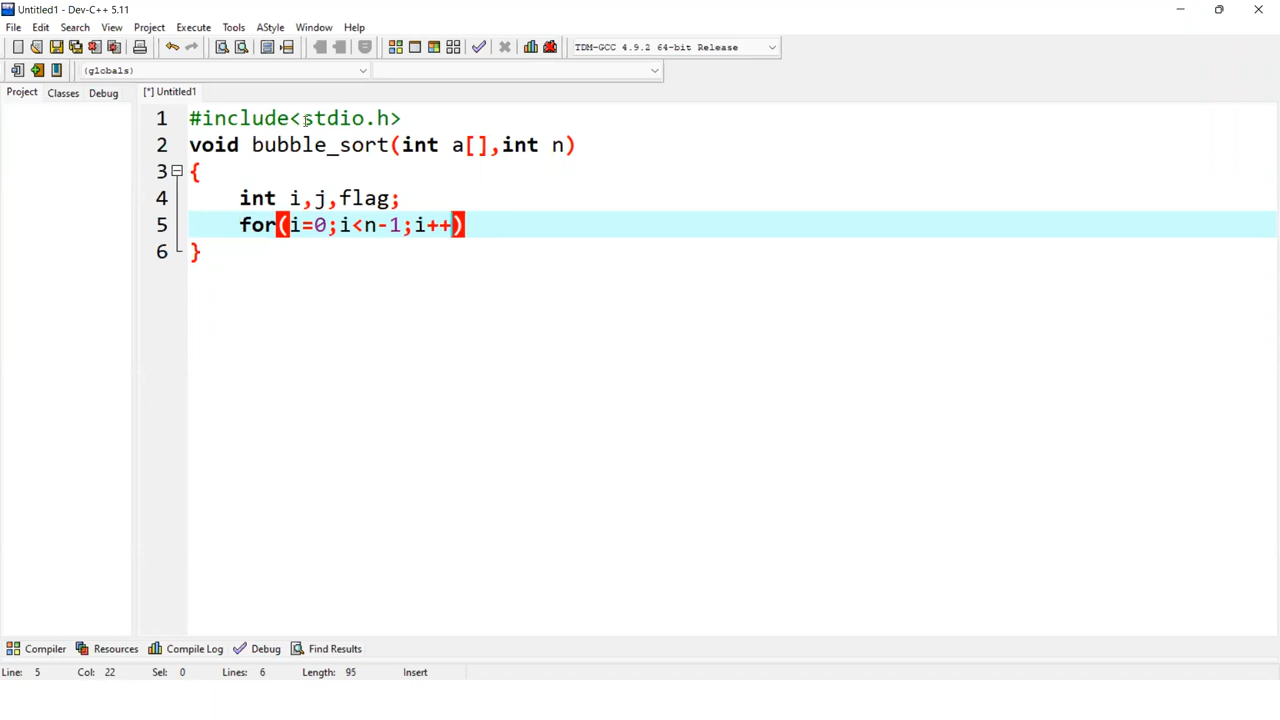 Untitled1 - Dev-C++ 5.11
File Edit Search View Project Execute Tools AStyle Window Help
TDM-GCC 4.9.2 64-bit Release
(globals)
Project Classes Debug [*] Untitled1
1 #include<stdio.h>
2 void bubble_sort(int a[],int n)
3 {
4 int i,j,flag;
5 for(i=0;i<n-1;i++)
6 }
Compiler Resources Compile Log Debug Find Results
Line: 5 Col: 22 Sel: 0 Lines: 6 Length: 95 Insert